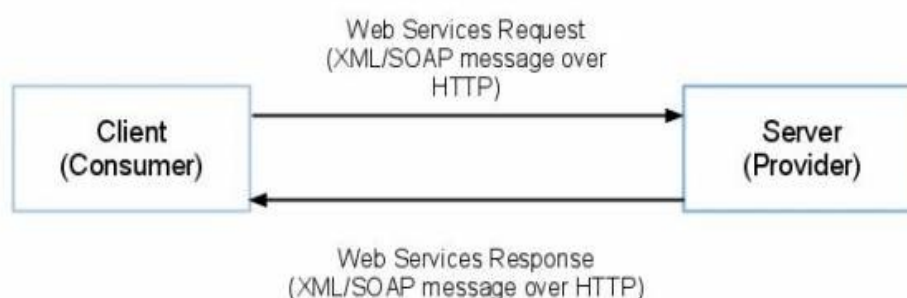 Web Services Request
(XML/SOAP message over
HTTP)
Client
(Consumer)
Server
(Provider)
Web Services Response
(XML/SOAP message over HTTP)